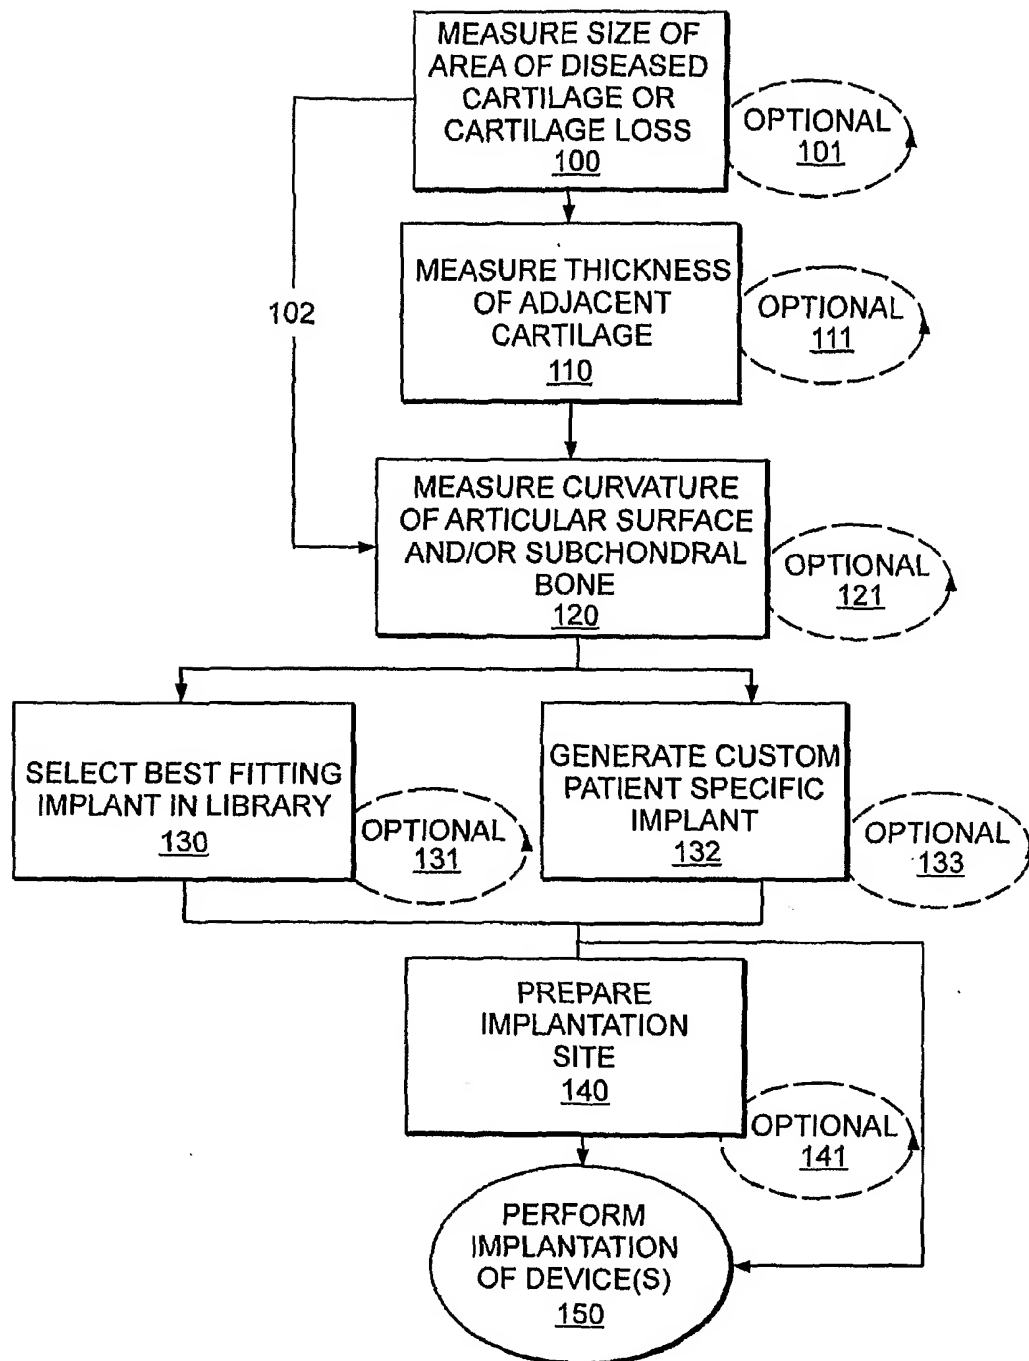 MEASURE SIZE OF
AREA OF DISEASED
CARTILAGE OR
CARTILAGE LOSS
100
OPTIONAL
101
102
MEASURE THICKNESS
OF ADJACENT
CARTILAGE
110
OPTIONAL
111
MEASURE CURVATURE
OF ARTICULAR SURFACE
AND/OR SUBCHONDRAL
BONE
120
OPTIONAL
121
SELECT BEST FITTING
IMPLANT IN LIBRARY
130
OPTIONAL
131
GENERATE CUSTOM
PATIENT SPECIFIC
IMPLANT
132
OPTIONAL
133
PREPARE
IMPLANTATION
SITE
140
OPTIONAL
141
PERFORM
IMPLANTATION
OF DEVICE(S)
150